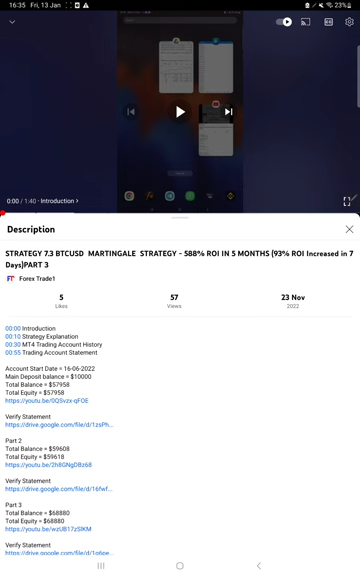 16:35 Fri, 13 Jan
23%
0:00 / 1:40 · Introduction >
Description
STRATEGY 7.3 BTCUSD MARTINGALE STRATEGY - 588% ROI IN 5 MONTHS (93% ROI Increased in 7
Days)PART 3
Forex Trade1
5 57 23 Nov
Likes Views 2022
00:00 Introduction
00:10 Strategy Explanation
00:30 MT4 Trading Account History
00:55 Trading Account Statement
Account Start Date = 16-06-2022
Main Deposit balance = $10000
Total Balance = $57958
Total Equity = $57958
https://youtu.be/0QSvzx-qFOE
Verify Statement
https://drive.google.com/file/d/1zsPh...
Part 2
Total Balance = $59608
Total Equity = $59618
https://youtu.be/2h8GNgDBz68
Verify Statement
https://drive.google.com/file/d/16fwf...
Part 3
Total Balance = $68880
Total Equity = $68880
https://youtu.be/wzUB17zSlKM
Verify Statement